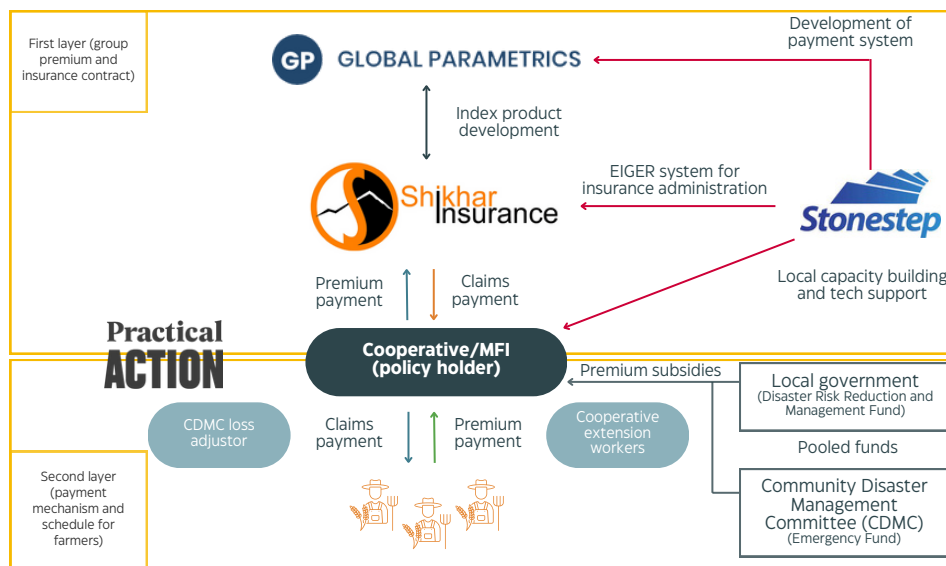 First layer (group
premium and
insurance contract)
GP GLOBAL PARAMETRICS
Development of
payment system
Index product
development
Shikhar
Insurance
EIGER system for
insurance administration
Stonestep
Local capacity building
and tech support
Premium
payment
Claims
payment
Practical
ACTION
Cooperative/MFI
(policy holder)
Premium subsidies
Local government
(Disaster Risk Reduction and
Management Fund)
CDMC loss
adjustor
Claims
payment
Premium
payment
Cooperative
extension
workers
Pooled funds
Second layer
(payment
mechanism and
schedule for
farmers)
Community Disaster
Management
Committee (CDMC)
(Emergency Fund)